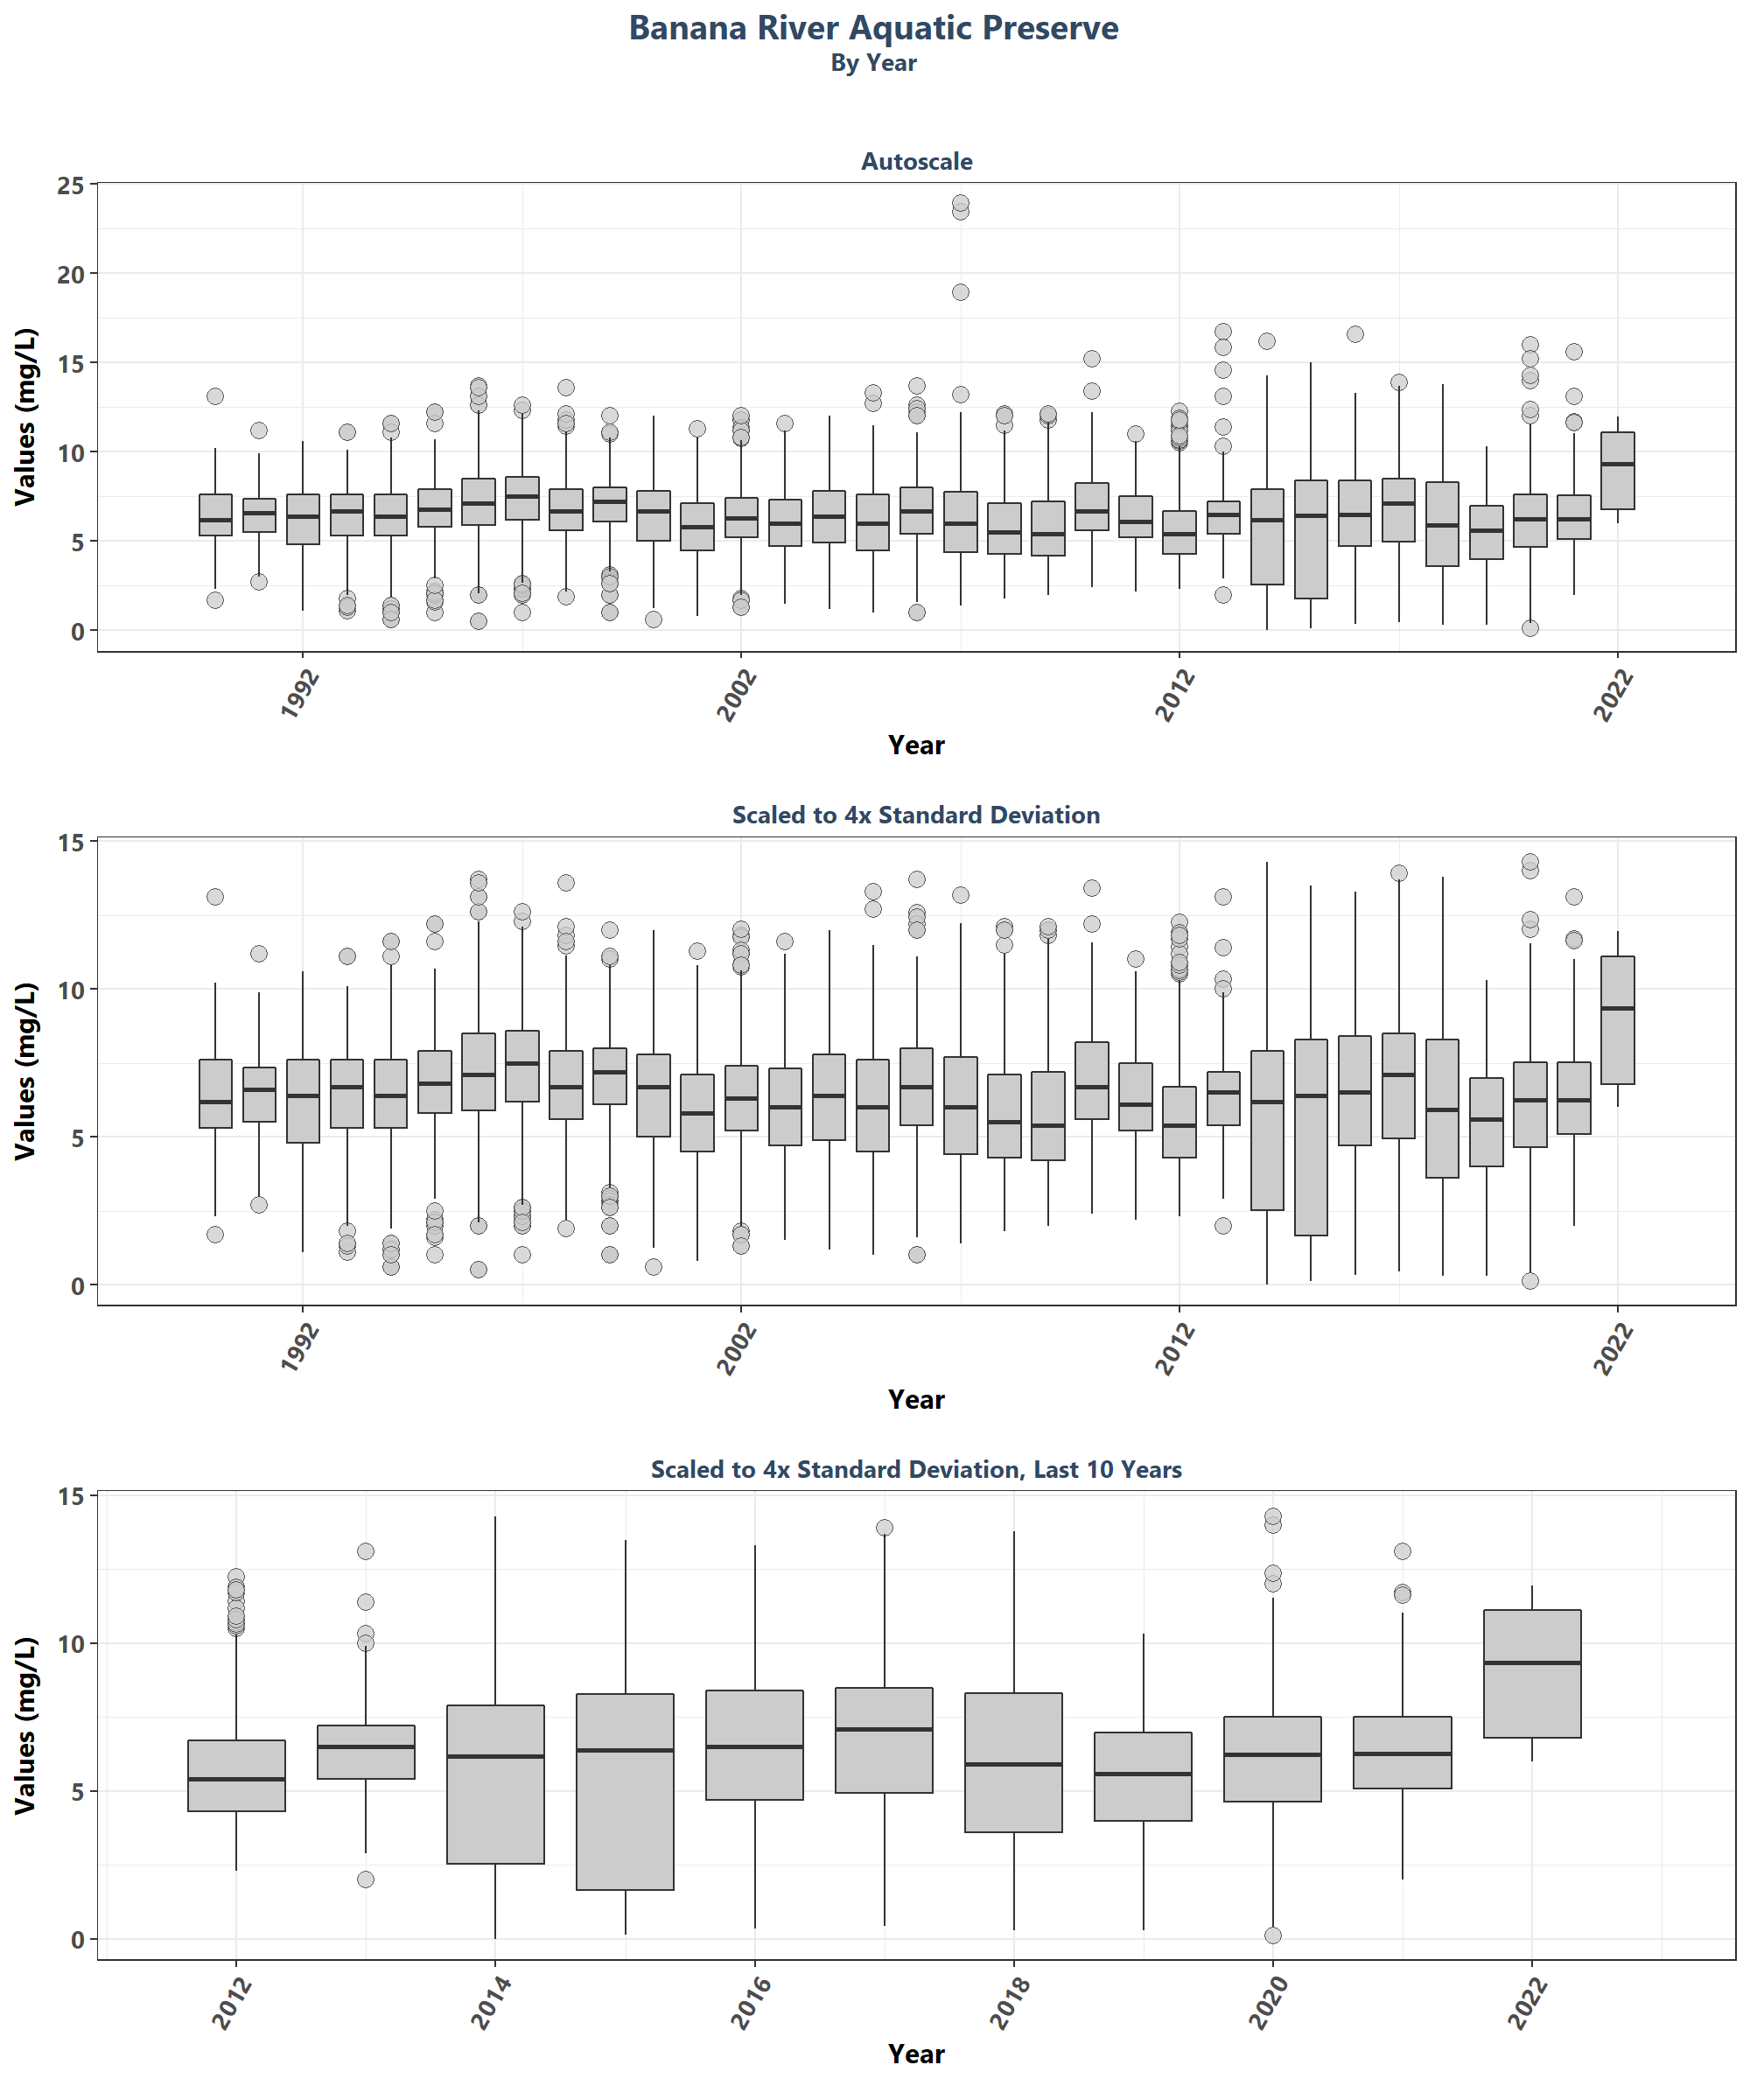 Banana River Aquatic Preserve
By Year
Autoscale
Values (mg/L)
25
20
15
10
5
0
1992
2002
2012
2022
Year
Scaled to 4x Standard Deviation
Values (mg/L)
15
10
5
0
1992
2002
2012
2022
Year
Scaled to 4x Standard Deviation, Last 10 Years
Values (mg/L)
15
10
5
0
2012
2014
2016
2018
2020
2022
Year